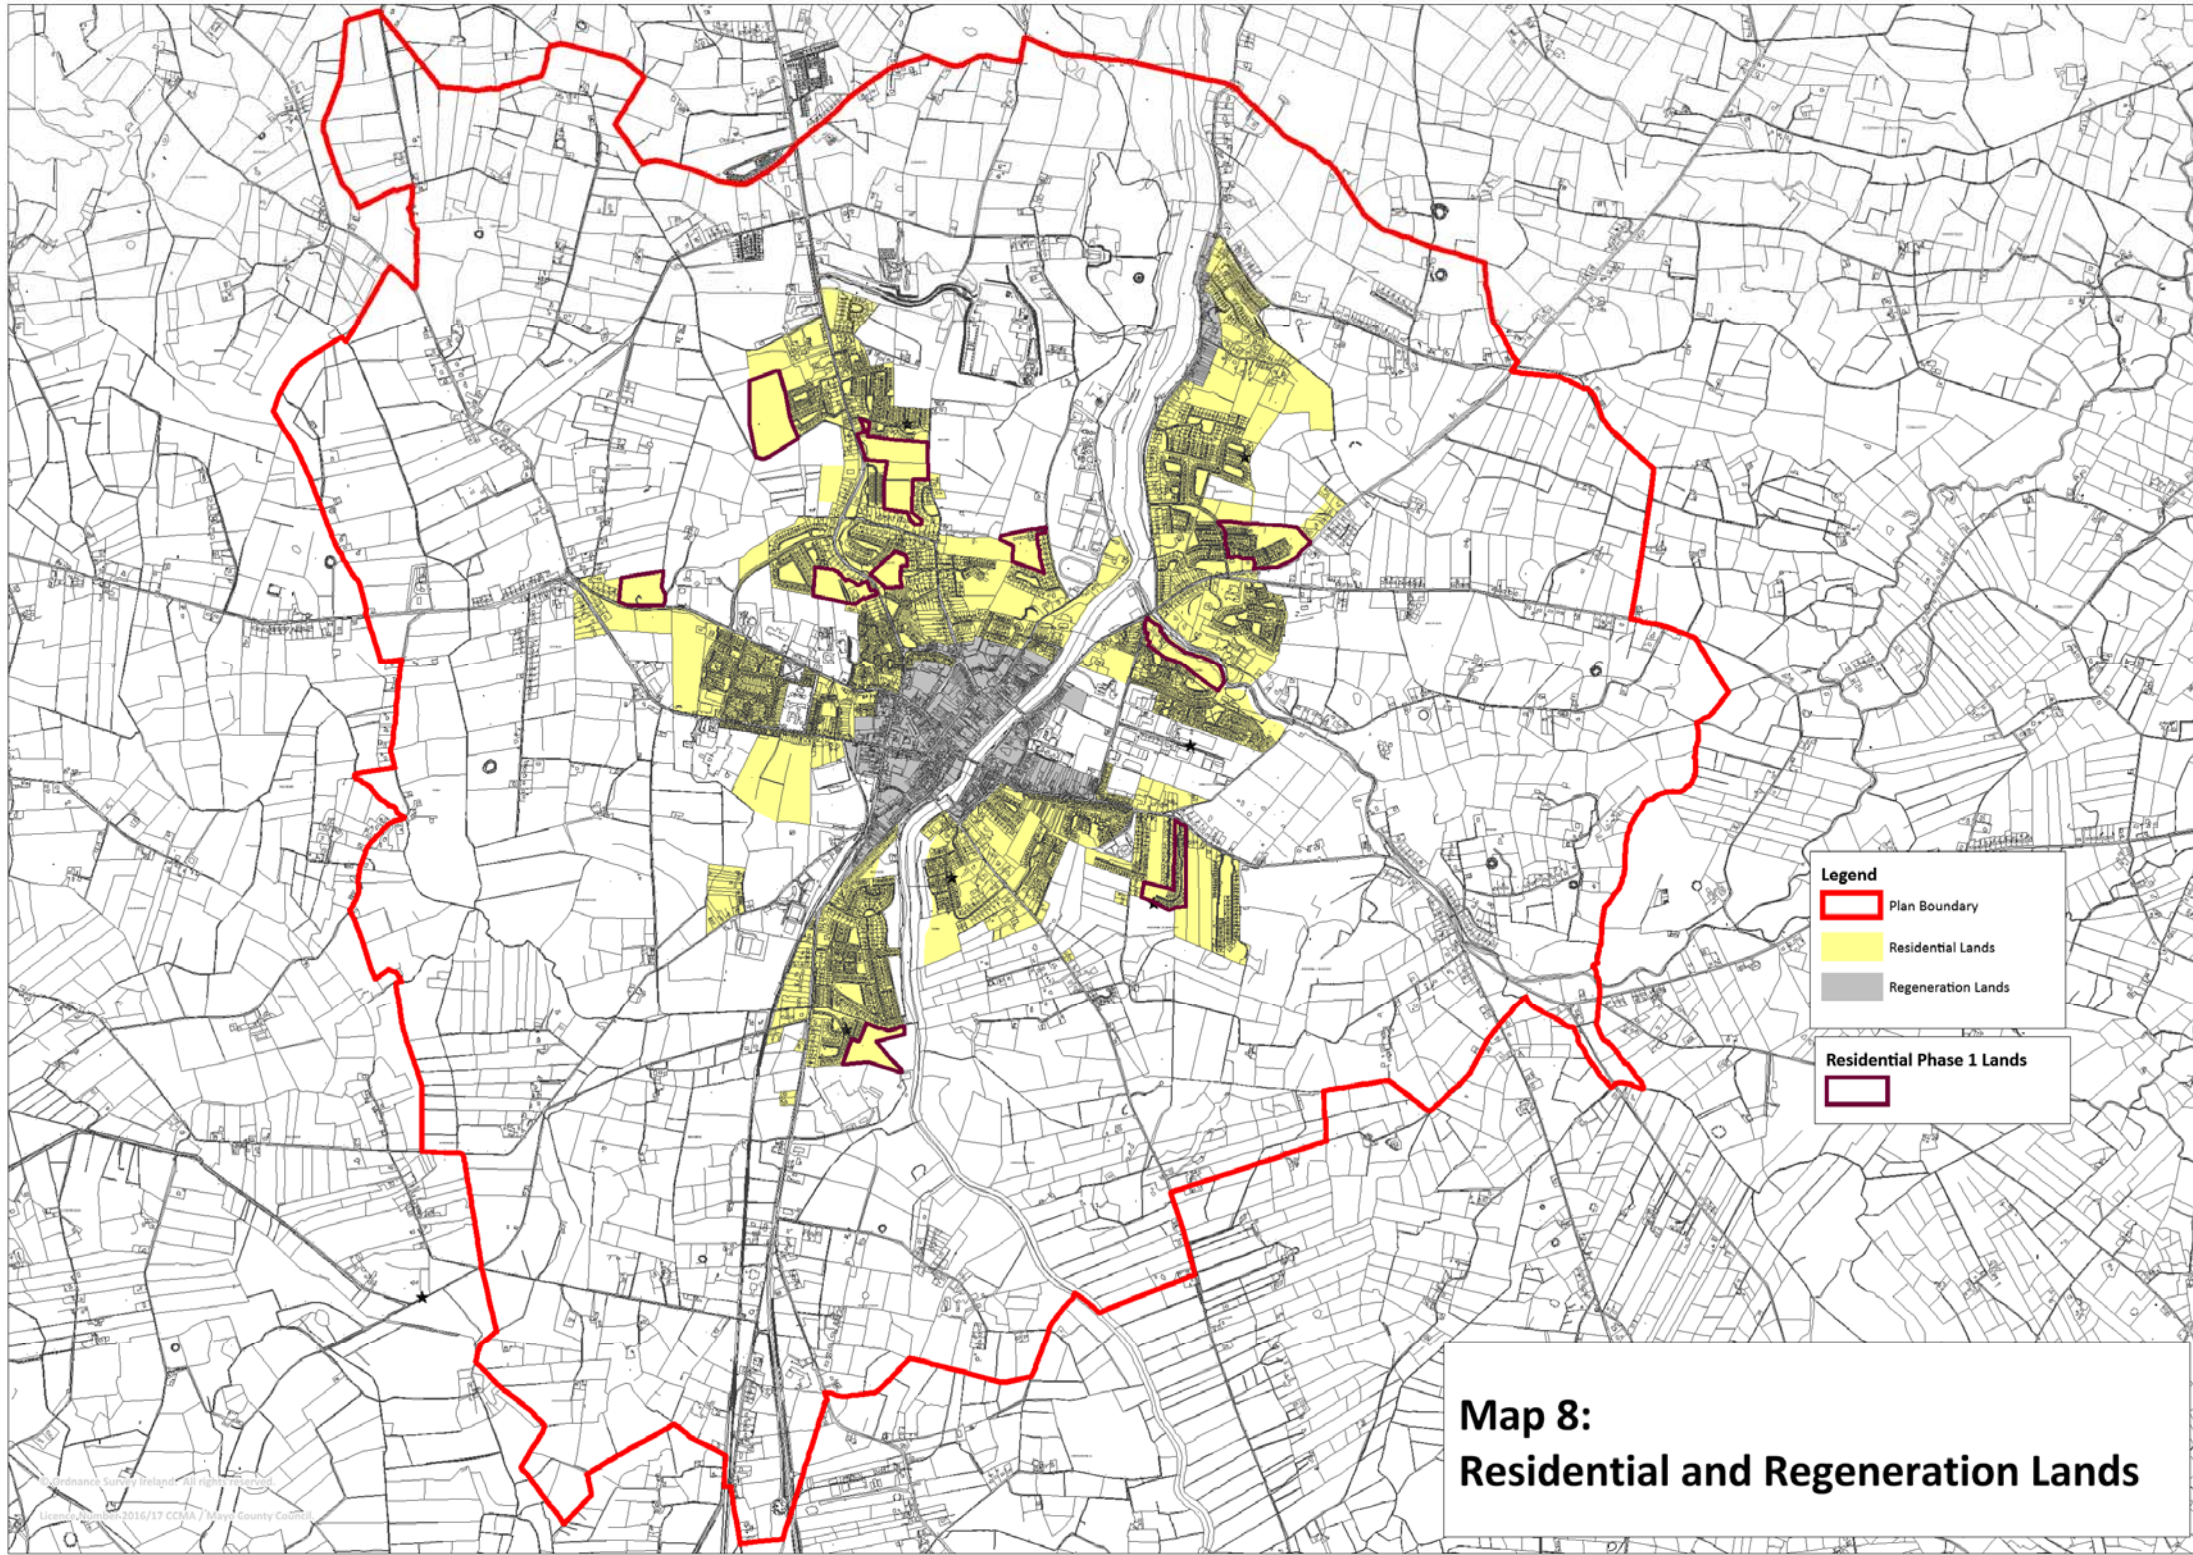 Legend
Plan Boundary
Residential Lands
Regeneration Lands
Residential Phase 1 Lands
Map 8:
Residential and Regeneration Lands
© Ordnance Survey Ireland. All rights reserved.
Licence Number 2016/17 CCMA / Mayo County Council.